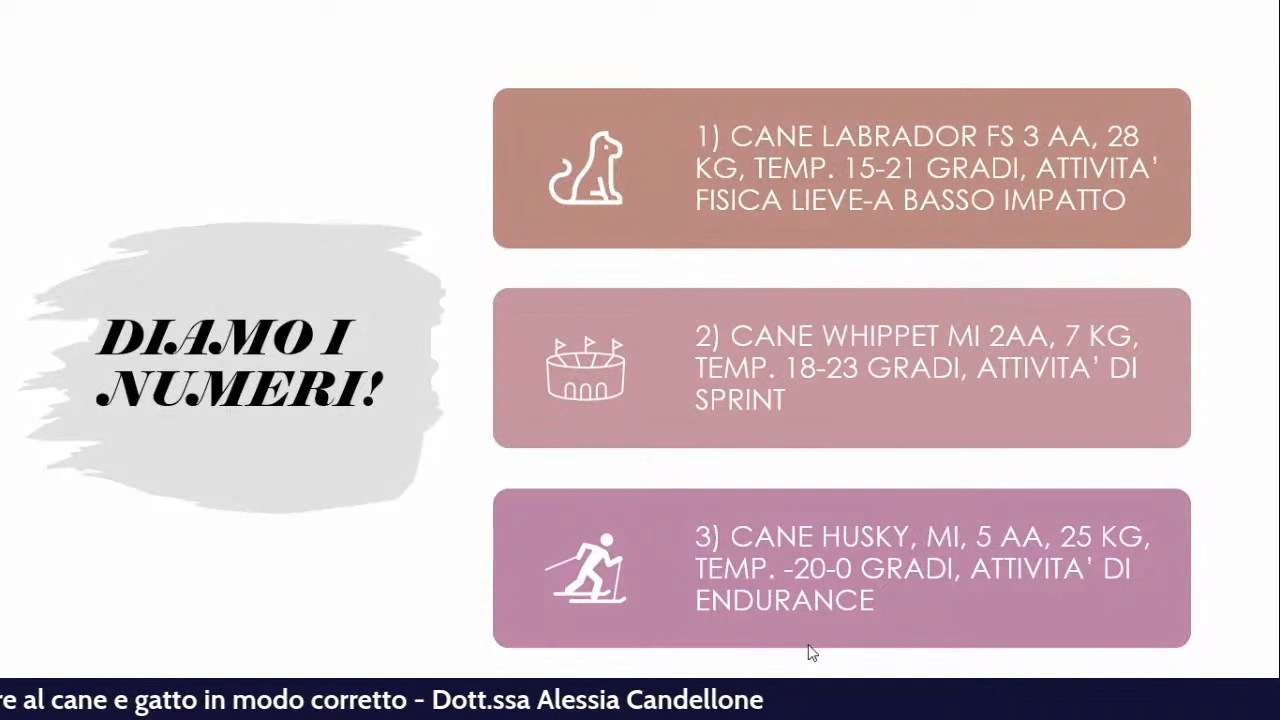 DIAMO I
NUMERI!
1) CANE LABRADOR FS 3 AA, 28
KG, TEMP. 15-21 GRADI, ATTIVITA’
FISICA LIEVE-A BASSO IMPATTO
2) CANE WHIPPET MI 2AA, 7 KG,
TEMP. 18-23 GRADI, ATTIVITA’ DI
SPRINT
3) CANE HUSKY, MI, 5 AA, 25 KG,
TEMP. -20-0 GRADI, ATTIVITA’ DI
ENDURANCE
re al cane e gatto in modo corretto - Dott.ssa Alessia Candellone